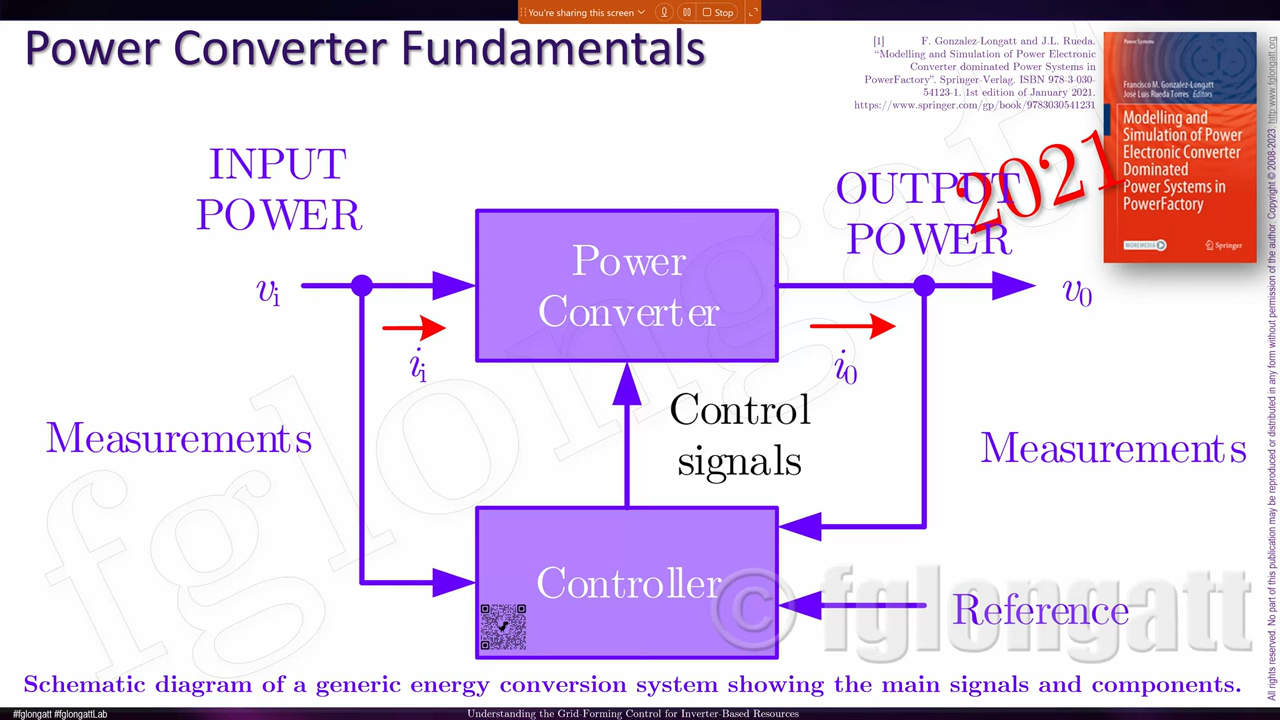 You're sharing this screen
Stop
Power Converter Fundamentals
[1] F. Gonzalez-Longatt and J.L. Rueda.
"Modelling and Simulation of Power Electronic
Converter dominated Power Systems in
PowerFactory". Springer-Verlag. ISBN 978-3-030-
54123-1. 1st edition of January 2021.
https://www.springer.com/gp/book/9783030541231
Power Systems
Francisco M. Gonzalez-Longatt
José Luis Rueda Torres Editors
Modelling and
Simulation of Power
Electronic Converter
Dominated
Power Systems in
PowerFactory
MOREMEDIA
Springer
2021
INPUT
POWER
OUTPUT
POWER
Power
Converter
vi
v0
ii
i0
Control
signals
Measurements
Measurements
Controller
Reference
© fglongatt
fglongatt
Schematic diagram of a generic energy conversion system showing the main signals and components.
#fglongatt #fglongattLab
Understanding the Grid-Forming Control for Inverter-Based Resources
All rights reserved. No part of this publication may be reproduced or distributed in any form without permission of the author. Copyright © 2008-2023. http:www.fglongatt.org